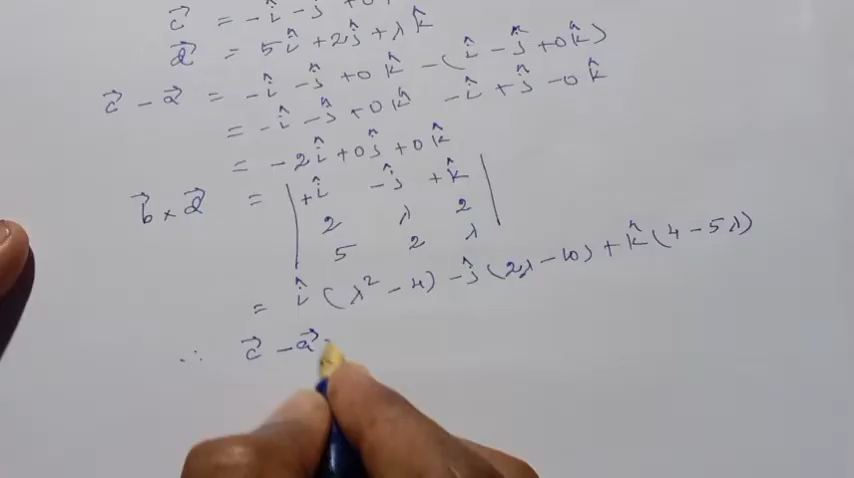 c⃗ = -î - ĵ + 0
d⃗ = 5î + 2ĵ + λk̂
c⃗ - a⃗ = -î - ĵ + 0k̂ - (î - ĵ + 0k̂)
= -î - ĵ + 0k̂ - î + ĵ - 0k̂
= -2î + 0ĵ + 0k̂
b⃗ × d⃗ = | +î -ĵ +k̂ |
2 λ 2
5 2 λ
= î(λ² - 4) - ĵ(2λ - 10) + k̂(4 - 5λ)
∴ c⃗ - a⃗